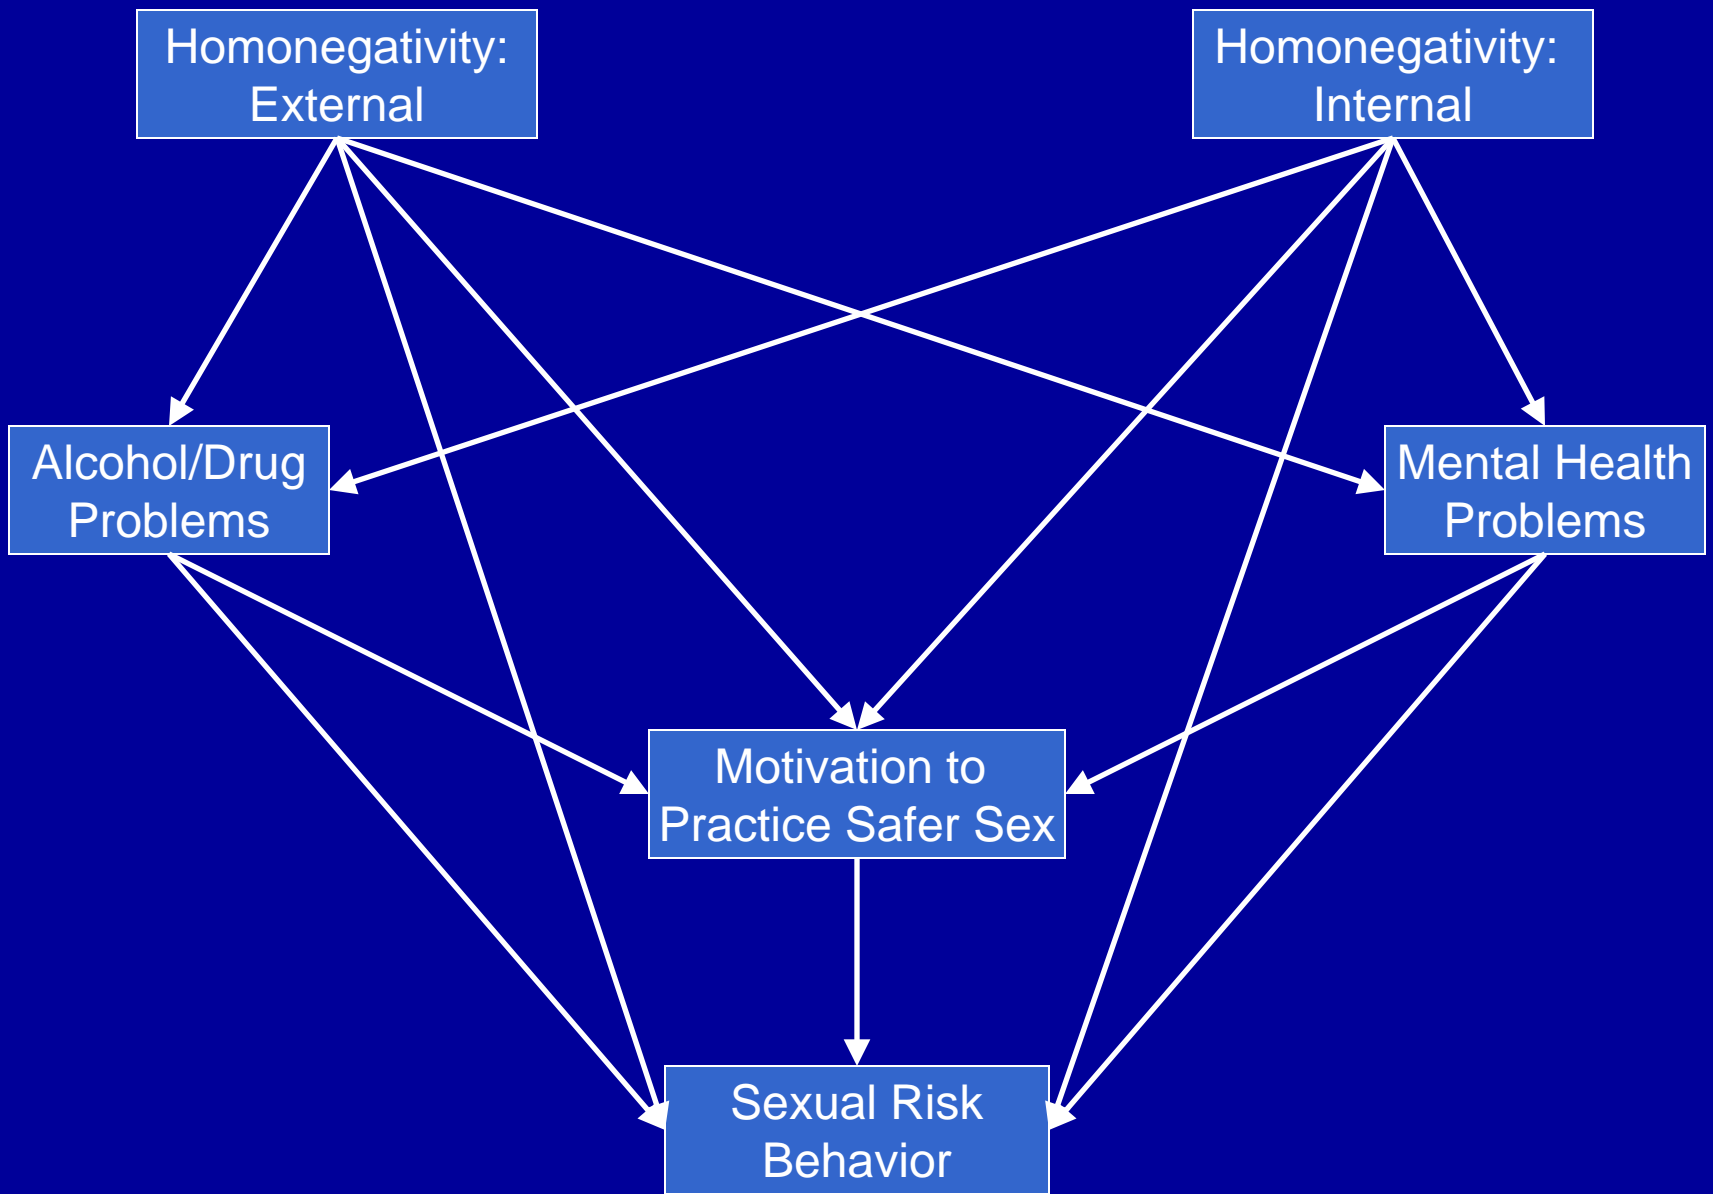 Homonegativity:
External
Homonegativity:
Internal
Alcohol/Drug
Problems
Mental Health
Problems
Motivation to
Practice Safer Sex
Sexual Risk
Behavior